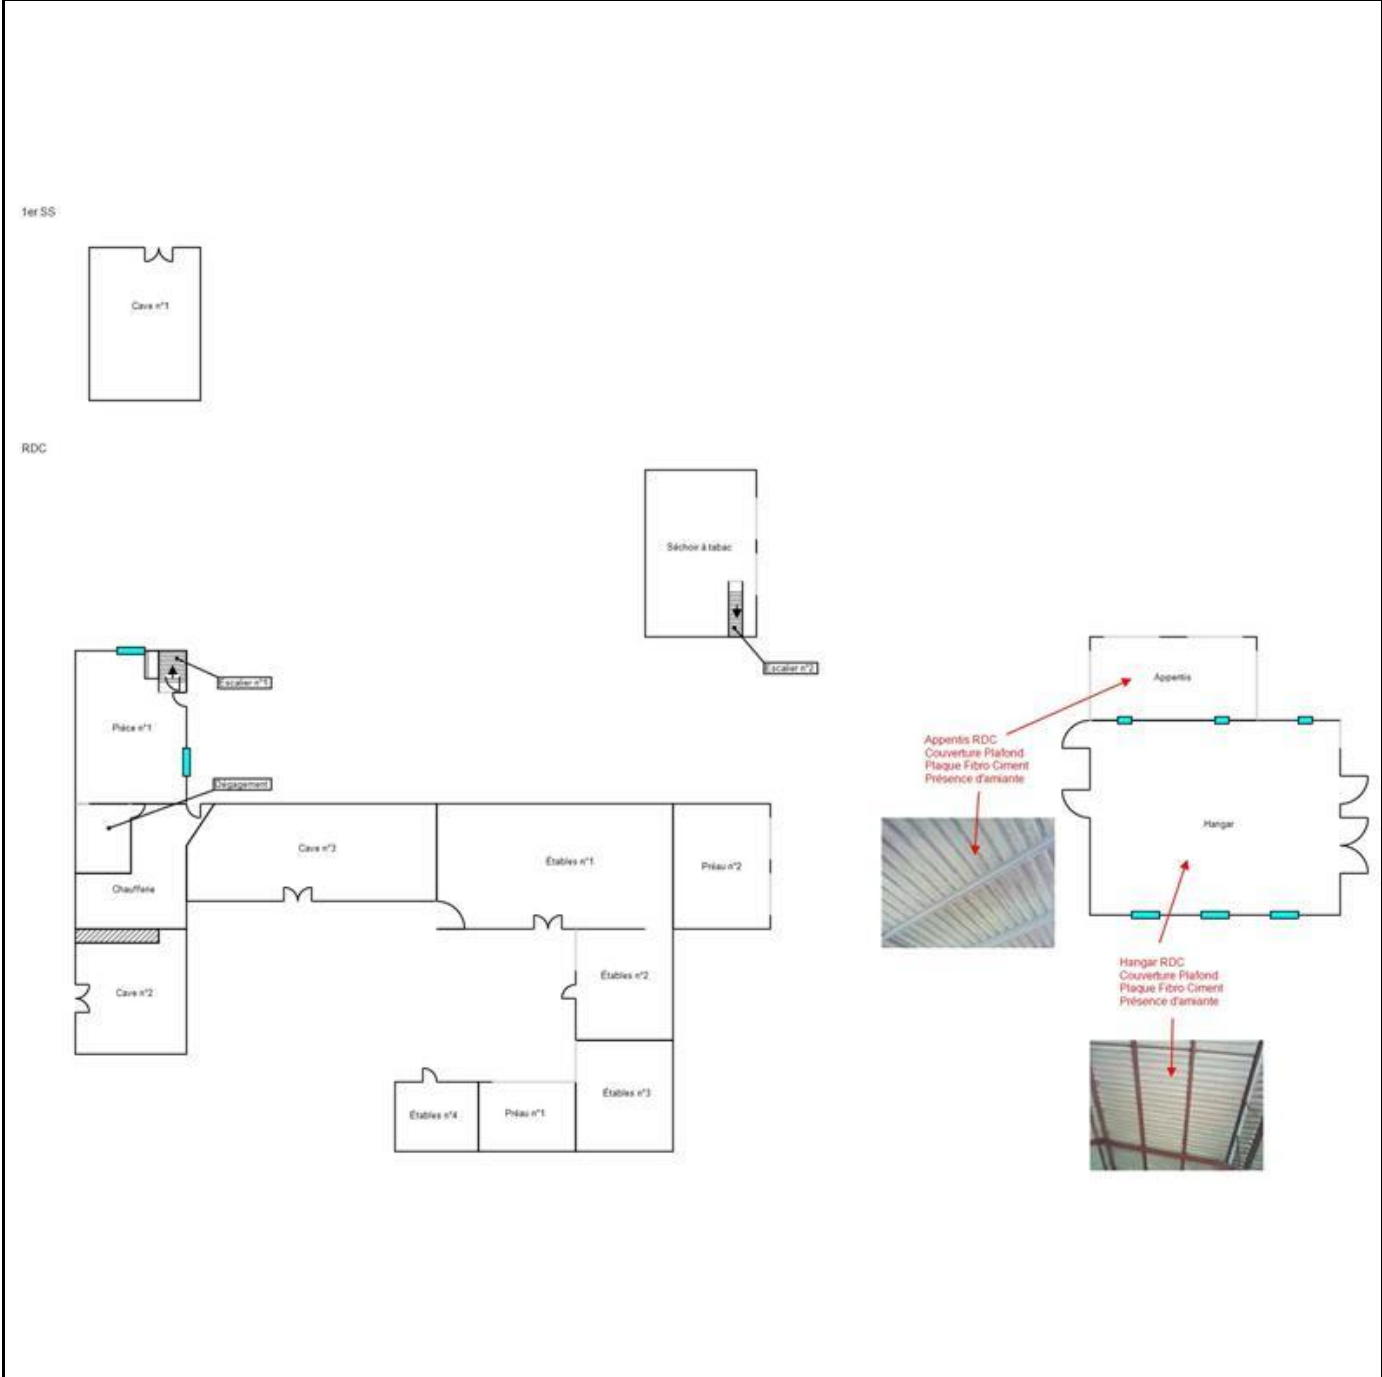 1er SS
Cave n°1
RDC
Séchoir à tabac
Escalier n°2
Escalier n°1
Pièce n°1
Dégagement
Appentis
Appentis RDC
Couverture Plafond
Plaque Fibro Ciment
Présence d'amiante
Hangar
Cave n°3
Étables n°1
Préau n°2
Chaufferie
Cave n°2
Étables n°2
Hangar RDC
Couverture Plafond
Plaque Fibro Ciment
Présence d'amiante
Étables n°3
Étables n°4
Préau n°1